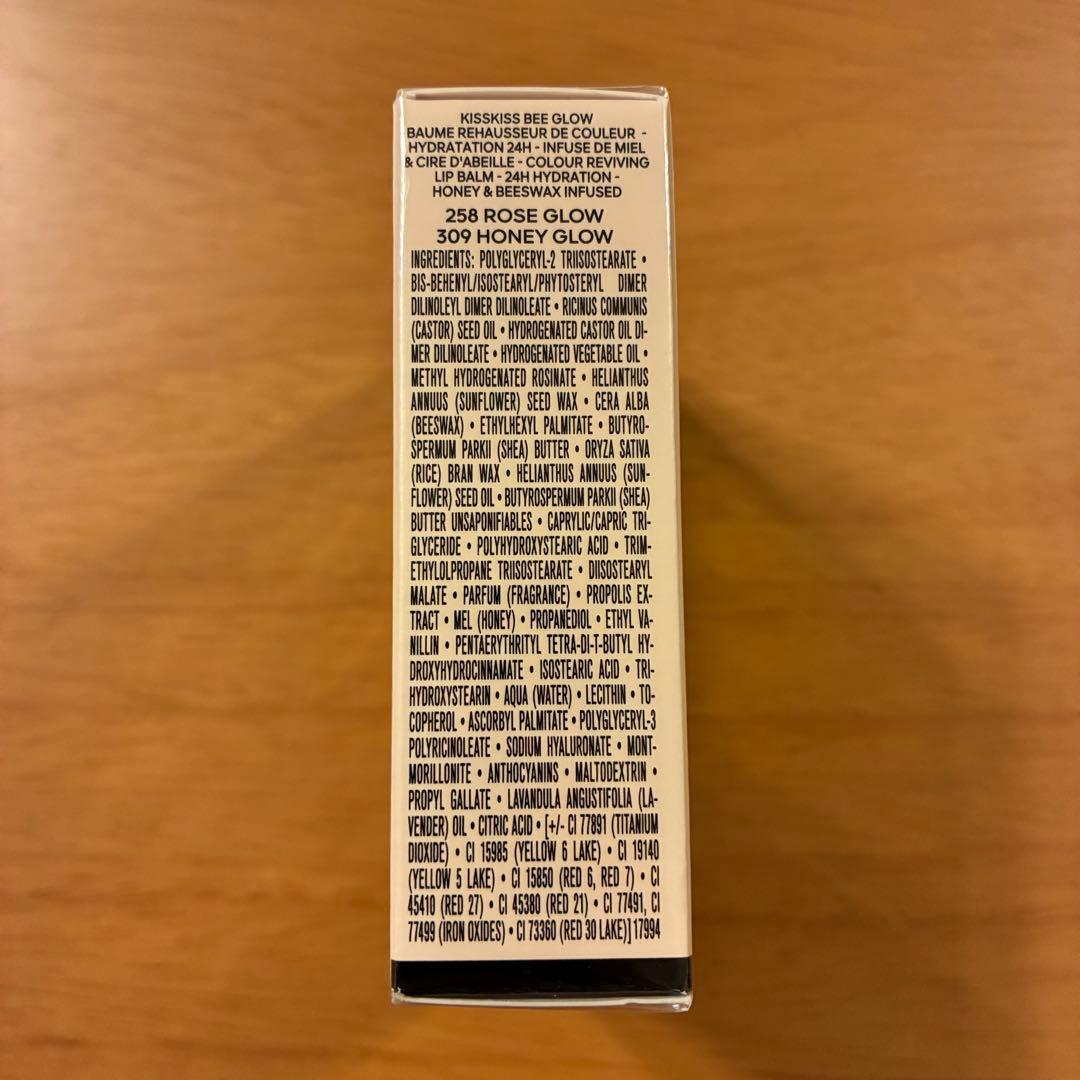 KISSKISS BEE GLOW
BAUME REHAUSSEUR DE COULEUR -
HYDRATATION 24H - INFUSE DE MIEL
& CIRE D'ABEILLE - COLOUR REVIVING
LIP BALM - 24H HYDRATION -
HONEY & BEESWAX INFUSED
258 ROSE GLOW
309 HONEY GLOW
INGREDIENTS: POLYGLYCERYL-2 TRIISOSTEARATE •
BIS-BEHENYL/ISOSTEARYL/PHYTOSTERYL DIMER
DILINOLEYL DIMER DILINOLEATE • RICINUS COMMUNIS
(CASTOR) SEED OIL • HYDROGENATED CASTOR OIL DI-
MER DILINOLEATE • HYDROGENATED VEGETABLE OIL •
METHYL HYDROGENATED ROSINATE • HELIANTHUS
ANNUUS (SUNFLOWER) SEED WAX • CERA ALBA
(BEESWAX) • ETHYLHEXYL PALMITATE • BUTYRO-
SPERMUM PARKII (SHEA) BUTTER • ORYZA SATIVA
(RICE) BRAN WAX • HELIANTHUS ANNUUS (SUN-
FLOWER) SEED OIL • BUTYROSPERMUM PARKII (SHEA)
BUTTER UNSAPONIFIABLES • CAPRYLIC/CAPRIC TRI-
GLYCERIDE • POLYHYDROXYSTEARIC ACID • TRIM-
ETHYLOLPROPANE TRIISOSTEARATE • DIISOSTEARYL
MALATE • PARFUM (FRAGRANCE) • PROPOLIS EX-
TRACT • MEL (HONEY) • PROPANEDIOL • ETHYL VA-
NILLIN • PENTAERYTHRITYL TETRA-DI-T-BUTYL HY-
DROXYHYDROCINNAMATE • ISOSTEARIC ACID • TRI-
HYDROXYSTEARIN • AQUA (WATER) • LECITHIN • TO-
COPHEROL • ASCORBYL PALMITATE • POLYGLYCERYL-3
POLYRICINOLEATE • SODIUM HYALURONATE • MONT-
MORILLONITE • ANTHOCYANINS • MALTODEXTRIN •
PROPYL GALLATE • LAVANDULA ANGUSTIFOLIA (LA-
VENDER) OIL • CITRIC ACID • [+/- CI 77891 (TITANIUM
DIOXIDE) • CI 15985 (YELLOW 6 LAKE) • CI 19140
(YELLOW 5 LAKE) • CI 15850 (RED 6, RED 7) • CI
45410 (RED 27) • CI 45380 (RED 21) • CI 77491, CI
77499 (IRON OXIDES) • CI 73360 (RED 30 LAKE)] 17994